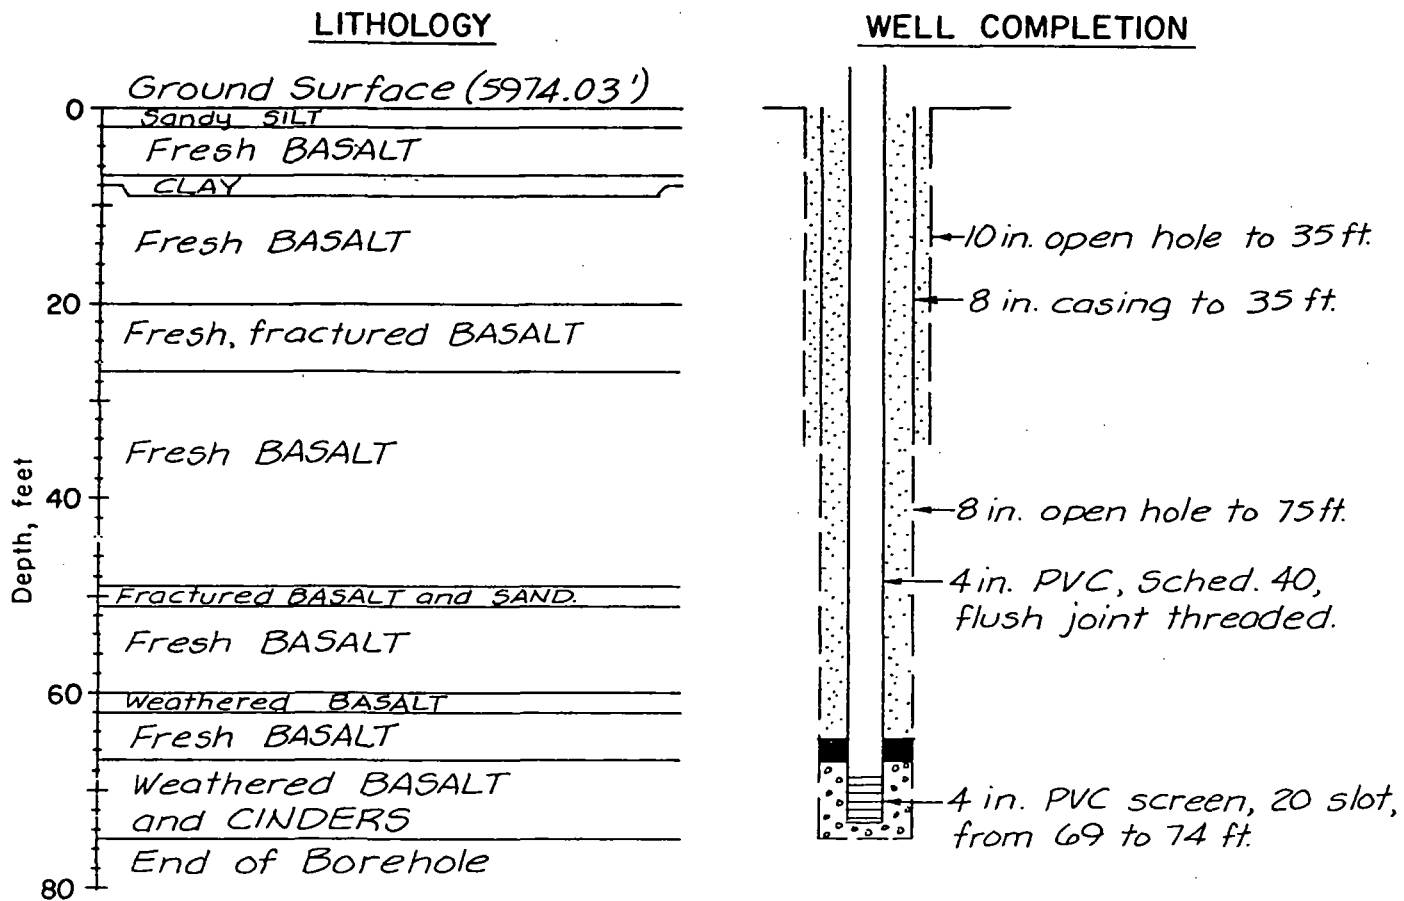 LITHOLOGY
WELL COMPLETION
Ground Surface (5974.03')
0
Sandy SILT
Fresh BASALT
CLAY
Fresh BASALT
20
Fresh, fractured BASALT
Fresh BASALT
40
Depth, feet
Fractured BASALT and SAND.
Fresh BASALT
60
Weathered BASALT
Fresh BASALT
Weathered BASALT
and CINDERS
End of Borehole
80
10 in. open hole to 35 ft.
8 in. casing to 35 ft.
8 in. open hole to 75 ft.
4 in. PVC, Sched. 40,
flush joint threaded.
4 in. PVC screen, 20 slot,
from 69 to 74 ft.